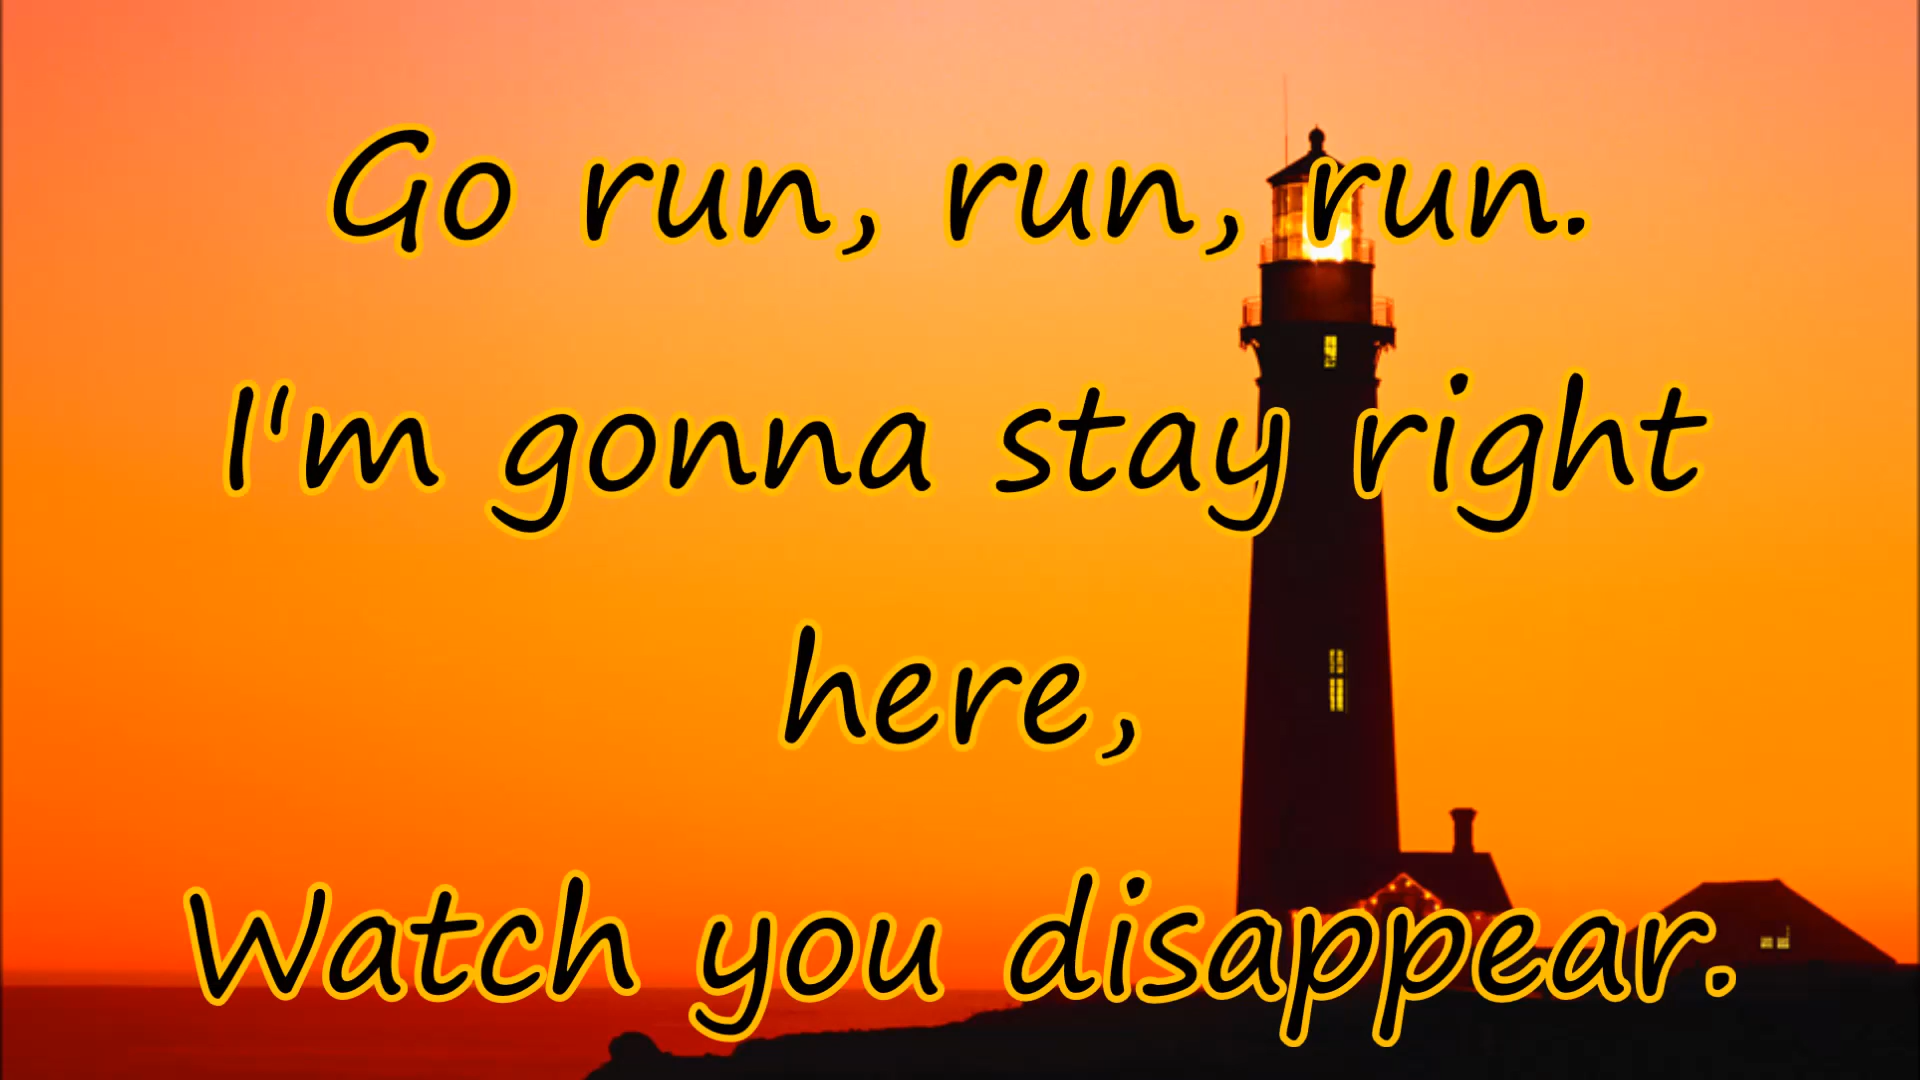 Go run, run, run.
I'm gonna stay right
here,
Watch you disappear.